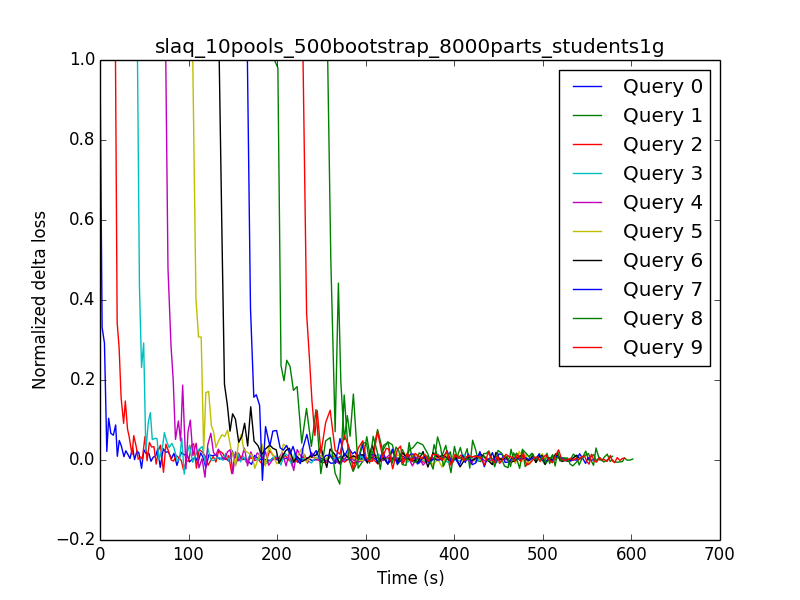 slaq_10pools_500bootstrap_8000parts_students1g
1.0
0.8
0.6
0.4
0.2
0.0
−0.2
Normalized delta loss
0
100
200
300
400
500
600
700
Time (s)
Query 0
Query 1
Query 2
Query 3
Query 4
Query 5
Query 6
Query 7
Query 8
Query 9